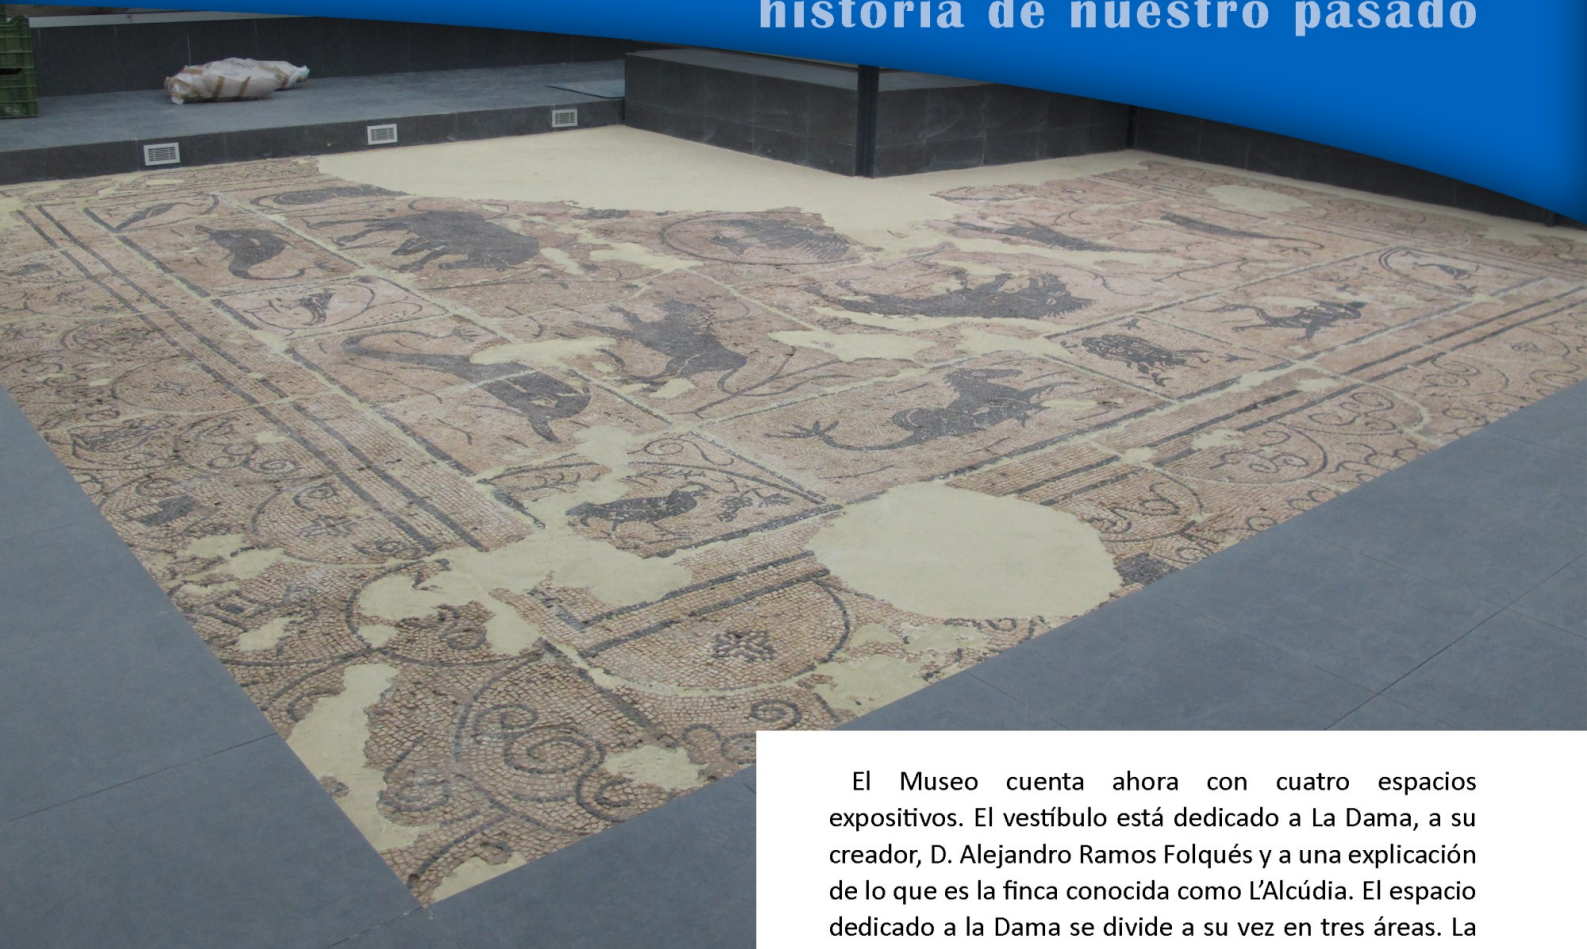 historia de nuestro pasado
El Museo cuenta ahora con cuatro espacios
expositivos. El vestíbulo está dedicado a La Dama, a su
creador, D. Alejandro Ramos Folqués y a una explicación
de lo que es la finca conocida como L’Alcúdia. El espacio
dedicado a la Dama se divide a su vez en tres áreas. La